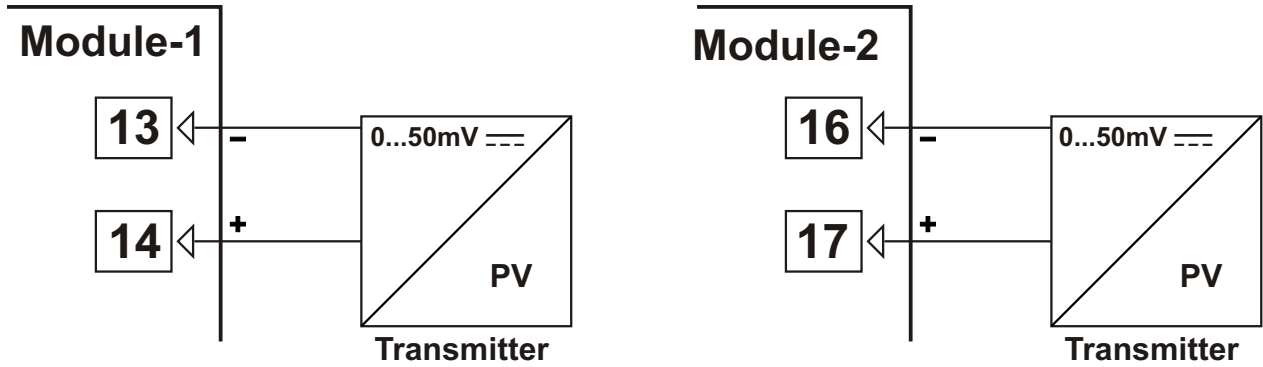 Module-1
13
-
0...50mV
14
+
PV
Transmitter
Module-2
16
-
0...50mV
17
+
PV
Transmitter